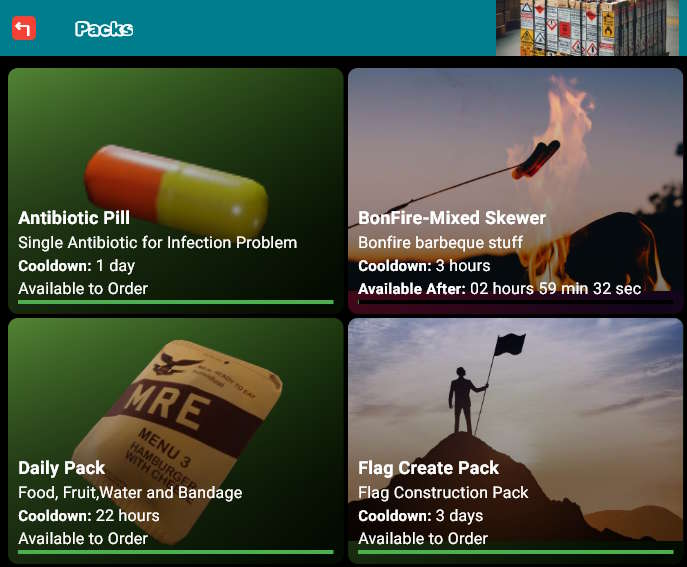 Packs
Antibiotic Pill
Single Antibiotic for Infection Problem
Cooldown: 1 day
Available to Order
BonFire-Mixed Skewer
Bonfire barbeque stuff
Cooldown: 3 hours
Available After: 02 hours 59 min 32 sec
MRE
MENU 3
HAMBURGER
WITH
Daily Pack
Food, Fruit,Water and Bandage
Cooldown: 22 hours
Available to Order
Flag Create Pack
Flag Construction Pack
Cooldown: 3 days
Available to Order